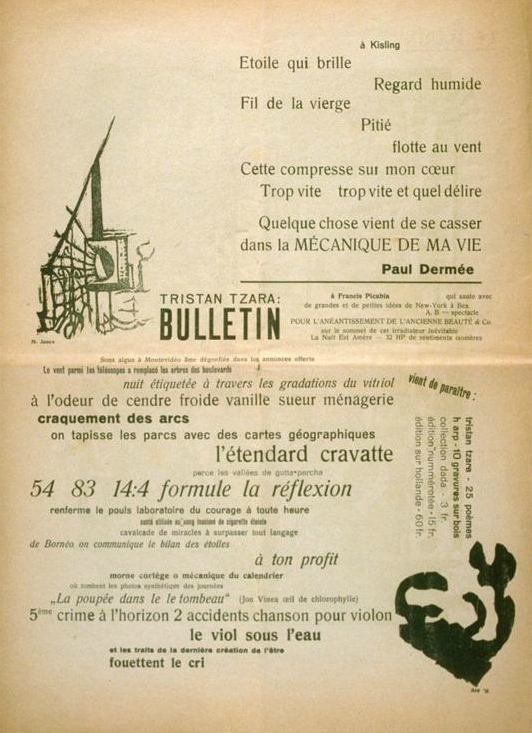 à Kisling
Etoile qui brille
Regard humide
Fil de la vierge
Pitié
flotte au vent
Cette compresse sur mon cœur
Trop vite trop vite et quel délire
Quelque chose vient de se casser
dans la MÉCANIQUE DE MA VIE
Paul Dermée
M. Janco
TRISTAN TZARA:
BULLETIN
à Francis Picabia
qui saute avec
de grandes et de petites idées de New-York à Bex
A. B — spectacle
POUR L'ANÉANTISSEMENT DE L'ANCIENNE BEAUTÉ & Co.
sur le sommet de cet irradiateur inévitable
La Nuit Est Amère — 32 HP de sentiments isomères
Sons aigus à Montevidéo âme dégonflée dans les annonces offerte
Le vent parmi les téléscopes a remplacé les arbres des boulevards
nuit étiquetée à travers les gradations du vitriol
à l'odeur de cendre froide vanille sueur ménagerie
craquement des arcs
on tapisse les parcs avec des cartes géographiques
l'étendard cravatte
perce les vallées de gutta-percha
54 83 14:4 formule la réflexion
renferme le pouls laboratoire du courage à toute heure
santé stilisée au sang inanimé de cigarette éteinte
cavalcade de miracles à surpasser tout langage
de Bornéo on communique le bilan des étoiles
à ton profit
morne cortège o mécanique du calendrier
où tombent les photos synthétiques des journées
„La poupée dans le le tombeau“ (Jon Vinea œil de chlorophylle)
5ème crime à l'horizon 2 accidents chanson pour violon
le viol sous l'eau
et les traits de la dernière création de l'être
fouettent le cri
vient de paraître:
tristan tzara - 25 poèmes
h arp - 10 gravures sur bois
collection dada - 3 fr.
édition numérotée - 15 fr.
édition sur hollande - 60 fr.